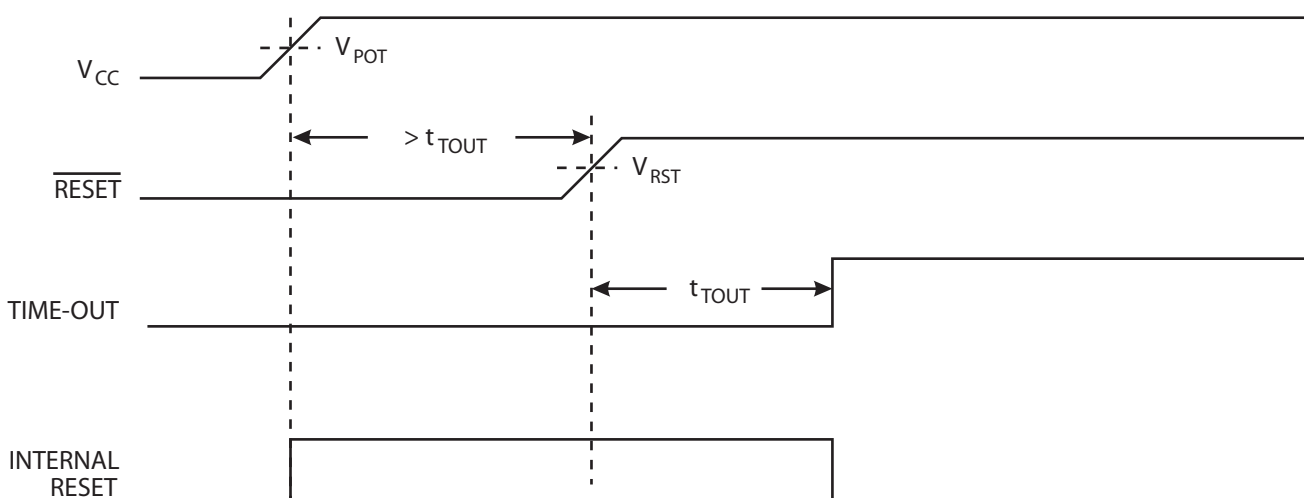 V_POT
V_CC
> t_TOUT
V_RST
RESET
t_TOUT
TIME-OUT
INTERNAL
RESET